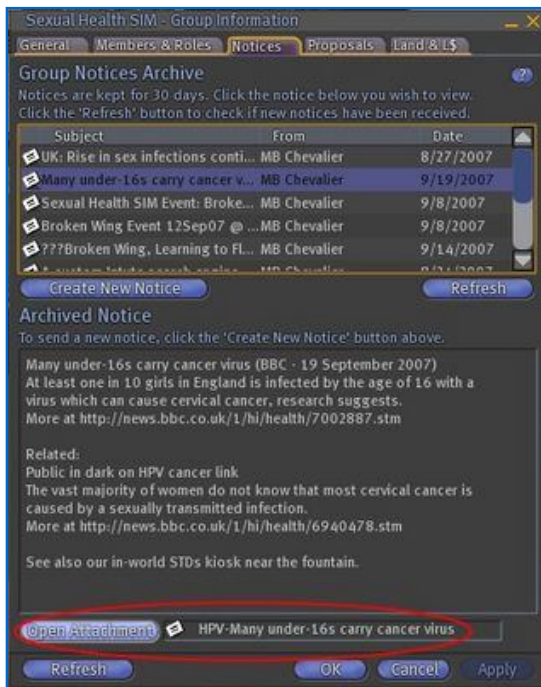 Sexual Health SIM - Group Information
General Members & Roles Notices Proposals Land & L$
Group Notices Archive
Notices are kept for 30 days. Click the notice below you wish to view.
Click the 'Refresh' button to check if new notices have been received.
Subject From Date
UK: Rise in sex infections conti... MB Chevalier 8/27/2007
Many under-16s carry cancer v... MB Chevalier 9/19/2007
Sexual Health SIM Event: Broke... MB Chevalier 9/8/2007
Broken Wing Event 12Sep07 @ ... MB Chevalier 9/8/2007
???Broken Wing, Learning to Fl... MB Chevalier 9/14/2007
Create New Notice Refresh
Archived Notice
To send a new notice, click the 'Create New Notice' button above.
Many under-16s carry cancer virus (BBC - 19 September 2007)
At least one in 10 girls in England is infected by the age of 16 with a
virus which can cause cervical cancer, research suggests.
More at http://news.bbc.co.uk/1/hi/health/7002887.stm
Related:
Public in dark on HPV cancer link
The vast majority of women do not know that most cervical cancer is
caused by a sexually transmitted infection.
More at http://news.bbc.co.uk/1/hi/health/6940478.stm
See also our in-world STDs kiosk near the fountain.
Open Attachment HPV-Many under-16s carry cancer virus
Refresh OK Cancel Apply